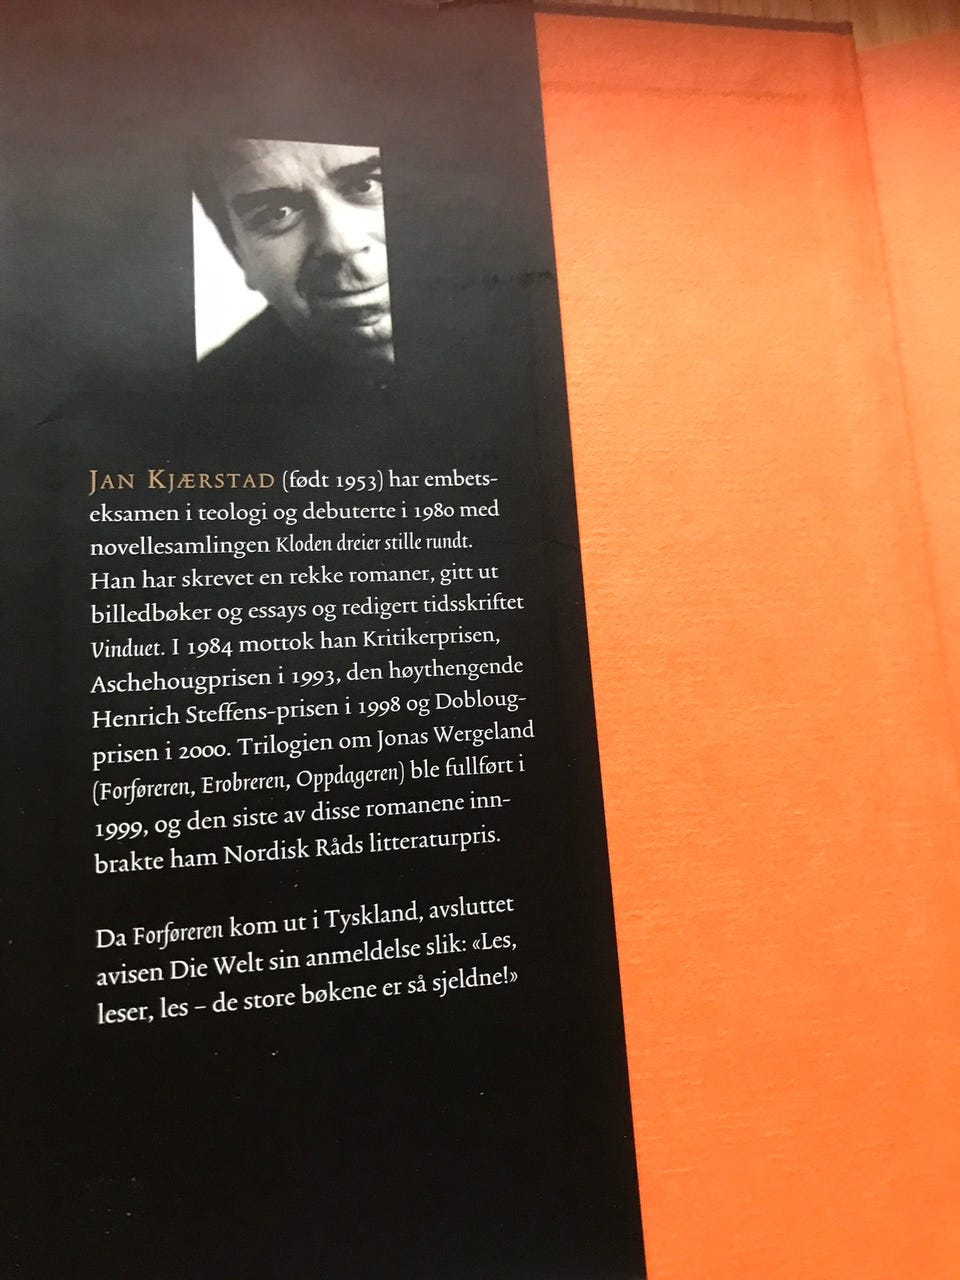 JAN KJÆRSTAD (født 1953) har embets-
eksamen i teologi og debuterte i 1980 med
novellesamlingen Kloden dreier stille rundt.
Han har skrevet en rekke romaner, gitt ut
billedbøker og essays og redigert tidsskriftet
Vinduet. I 1984 mottok han Kritikerprisen,
Aschehougprisen i 1993, den høythengende
Henrich Steffens-prisen i 1998 og Dobloug-
prisen i 2000. Trilogien om Jonas Wergeland
(Forføreren, Erobreren, Oppdageren) ble fullført i
1999, og den siste av disse romanene inn-
brakte ham Nordisk Råds litteraturpris.
Da Forføreren kom ut i Tyskland, avsluttet
avisen Die Welt sin anmeldelse slik: «Les,
leser, les – de store bøkene er så sjeldne!»